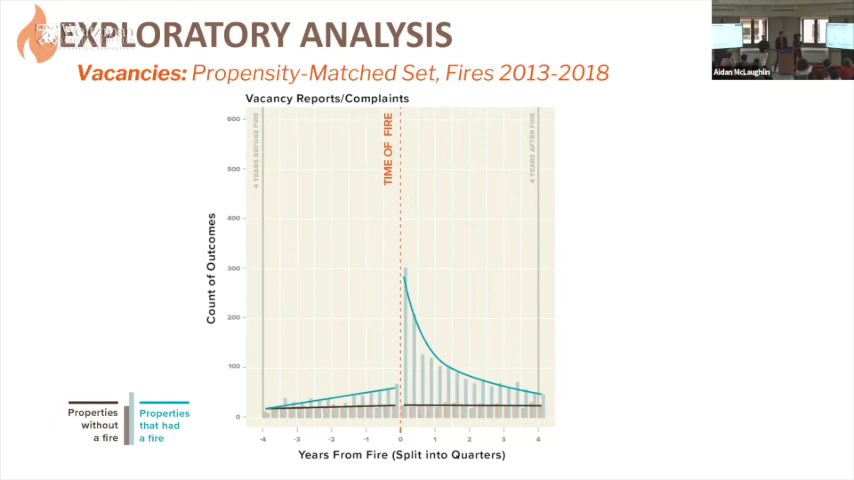 EXPLORATORY ANALYSIS
Vacancies: Propensity-Matched Set, Fires 2013-2018
Aidan McLaughlin
Vacancy Reports/Complaints
4 YEARS BEFORE FIRE
TIME OF FIRE
4 YEARS AFTER FIRE
Count of Outcomes
600
500
400
300
200
100
0
-4 -3 -2 -1 0 1 2 3 4
Years From Fire (Split into Quarters)
Properties
without
a fire
Properties
that had
a fire